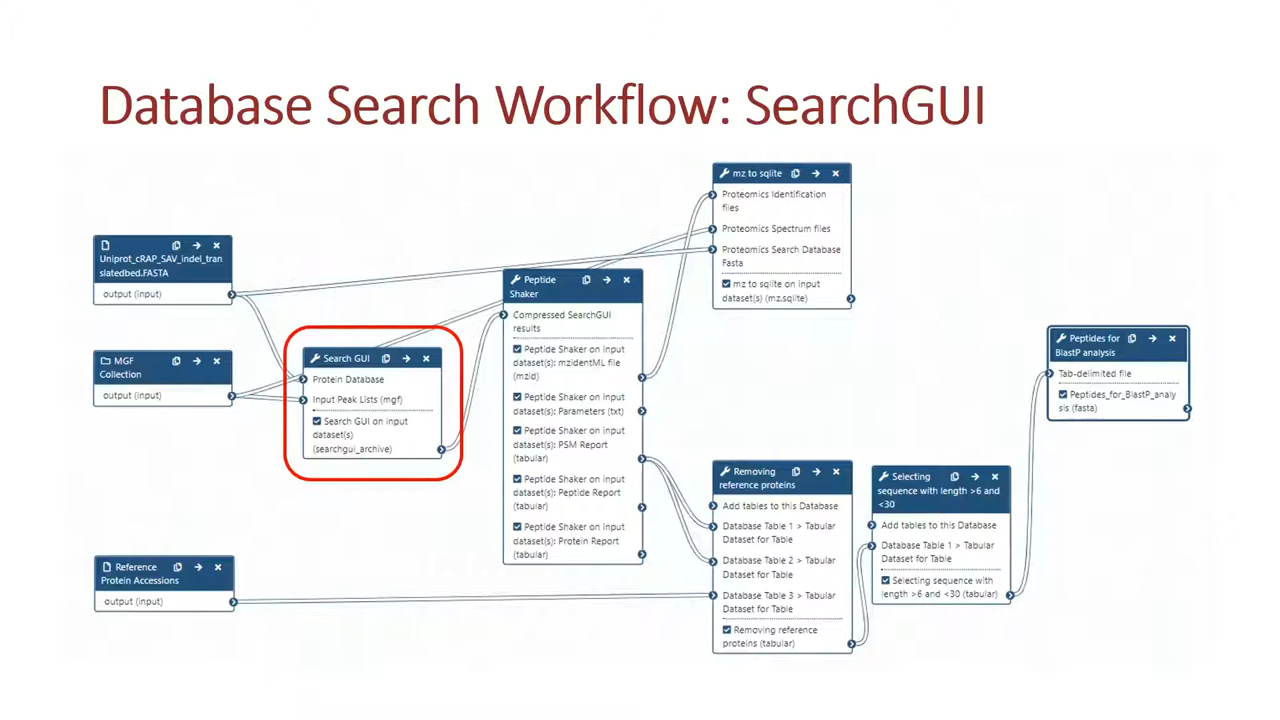 Database Search Workflow: SearchGUI
Uniprot_cRAP_SAV_indel_tran
slatedbed.FASTA
output (input)
MGF
Collection
output (input)
Search GUI
Protein Database
Input Peak Lists (mgf)
Search GUI on input
dataset(s)
(searchgui_archive)
Reference
Protein Accessions
output (input)
Peptide
Shaker
Compressed SearchGUI
results
Peptide Shaker on input
dataset(s): mzidentML file
(mzid)
Peptide Shaker on input
dataset(s): Parameters (txt)
Peptide Shaker on input
dataset(s): PSM Report
(tabular)
Peptide Shaker on input
dataset(s): Peptide Report
(tabular)
Peptide Shaker on input
dataset(s): Protein Report
(tabular)
mz to sqlite
Proteomics Identification
files
Proteomics Spectrum files
Proteomics Search Database
Fasta
mz to sqlite on input
dataset(s) (mz.sqlite)
Removing
reference proteins
Add tables to this Database
Database Table 1 > Tabular
Dataset for Table
Database Table 2 > Tabular
Dataset for Table
Database Table 3 > Tabular
Dataset for Table
Removing reference
proteins (tabular)
Selecting
sequence with length >6 and
<30
Add tables to this Database
Database Table 1 > Tabular
Dataset for Table
Selecting sequence with
length >6 and <30 (tabular)
Peptides for
BlastP analysis
Tab-delimited file
Peptides_for_BlastP_analy
sis (fasta)